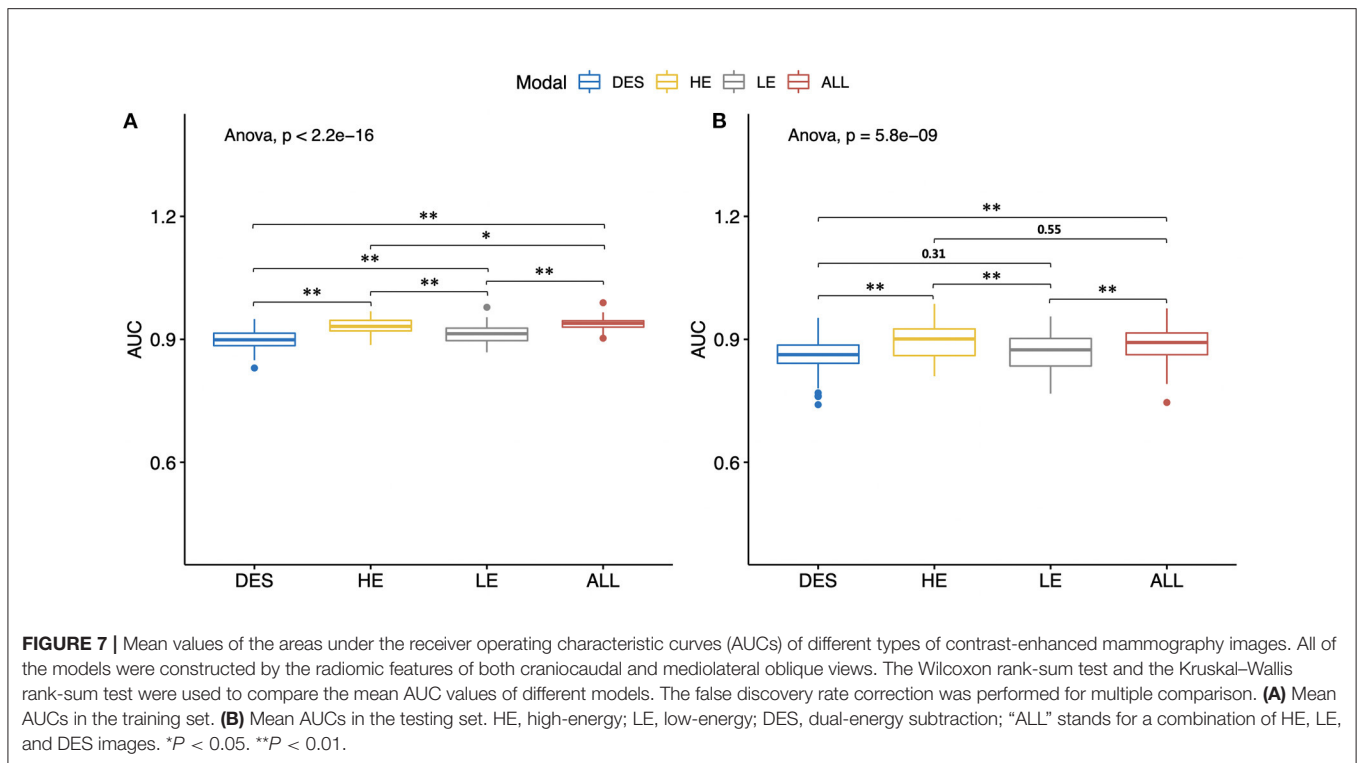 Modal DES HE LE ALL
A
Anova, p < 2.2e−16
AUC
1.2
0.9
0.6
**
*
**
**
**
**
DES HE LE ALL
B
Anova, p = 5.8e−09
AUC
1.2
0.9
0.6
**
0.55
0.31
**
**
**
DES HE LE ALL
FIGURE 7 | Mean values of the areas under the receiver operating characteristic curves (AUCs) of different types of contrast-enhanced mammography images. All of
the models were constructed by the radiomic features of both craniocaudal and mediolateral oblique views. The Wilcoxon rank-sum test and the Kruskal–Wallis
rank-sum test were used to compare the mean AUC values of different models. The false discovery rate correction was performed for multiple comparison. (A) Mean
AUCs in the training set. (B) Mean AUCs in the testing set. HE, high-energy; LE, low-energy; DES, dual-energy subtraction; “ALL” stands for a combination of HE, LE,
and DES images. *P < 0.05. **P < 0.01.